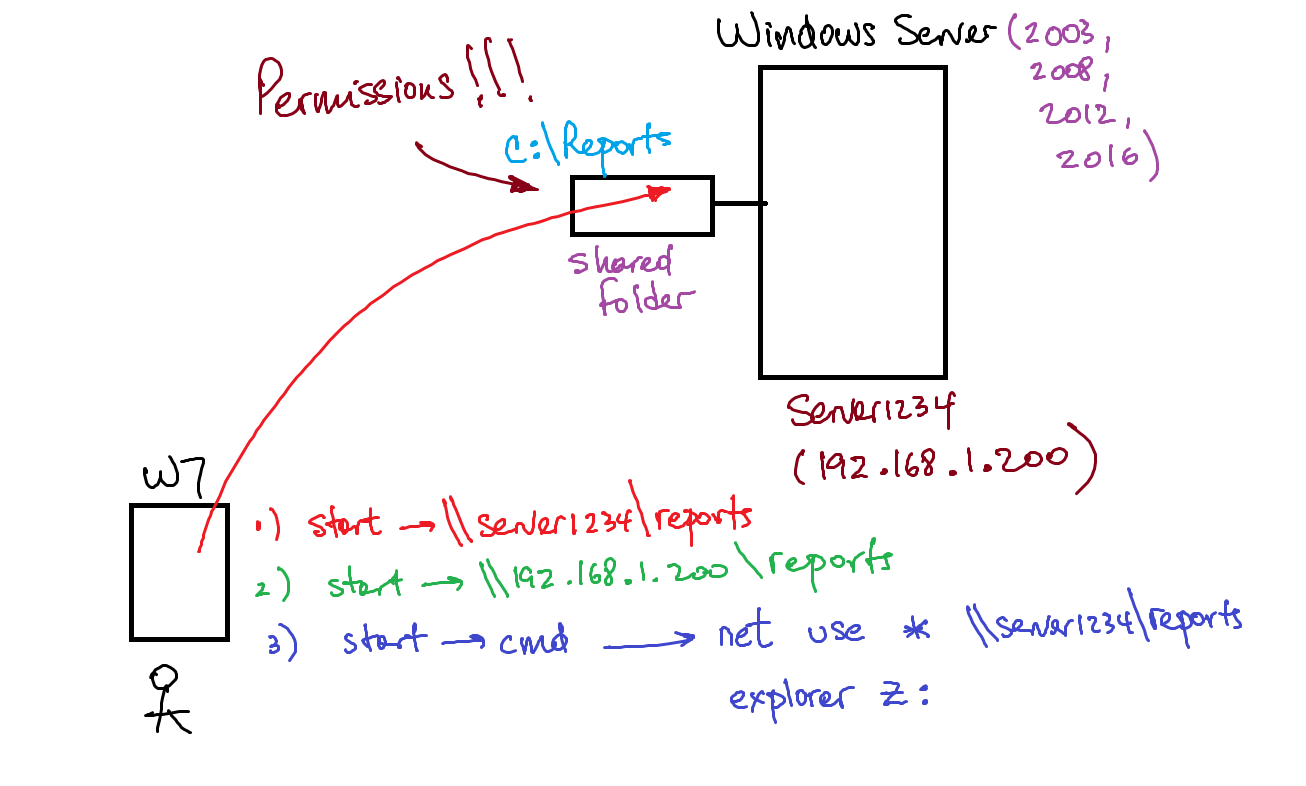 Windows Server (2003,
2008,
2012,
2016)
Permissions!!!
C:\Reports
shared
folder
Server1234
(192.168.1.200)
W7
1) start → \\server1234\reports
2) start → \\192.168.1.200\reports
3) start → cmd → net use * \\server1234\reports
explorer z: